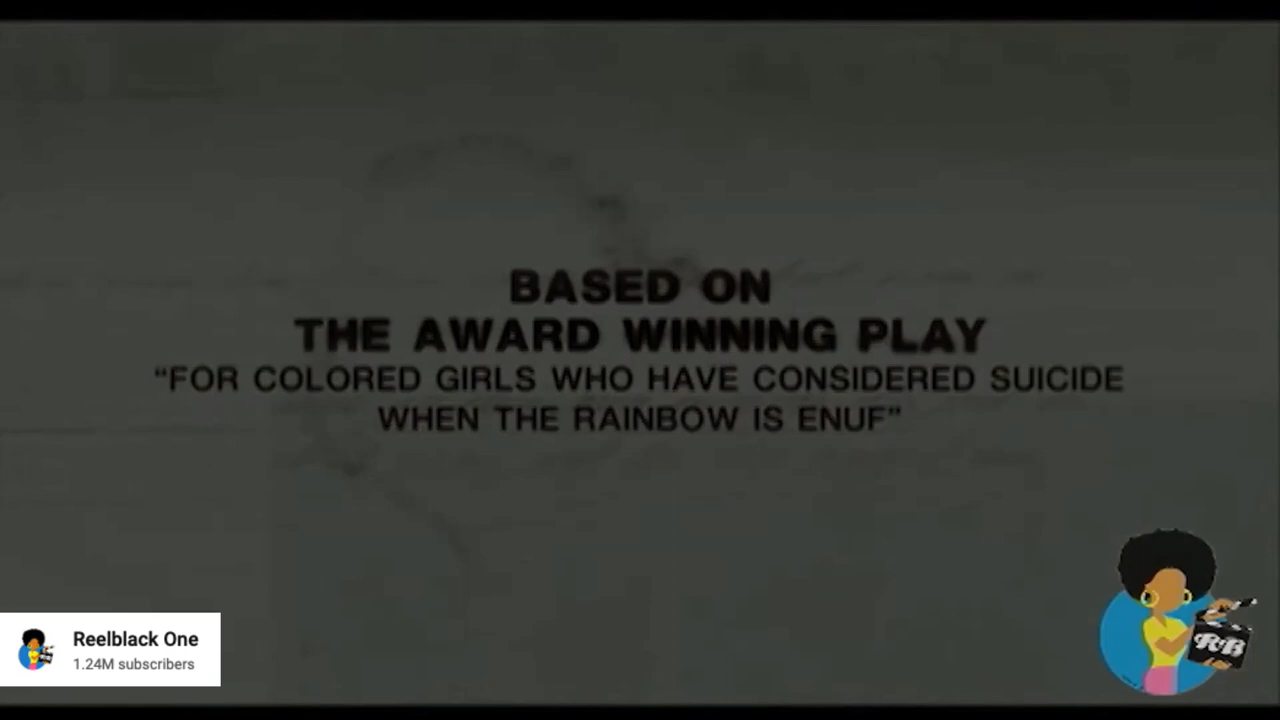 BASED ON
THE AWARD WINNING PLAY
"FOR COLORED GIRLS WHO HAVE CONSIDERED SUICIDE
WHEN THE RAINBOW IS ENUF"
Reelblack One
1.24M subscribers
RB